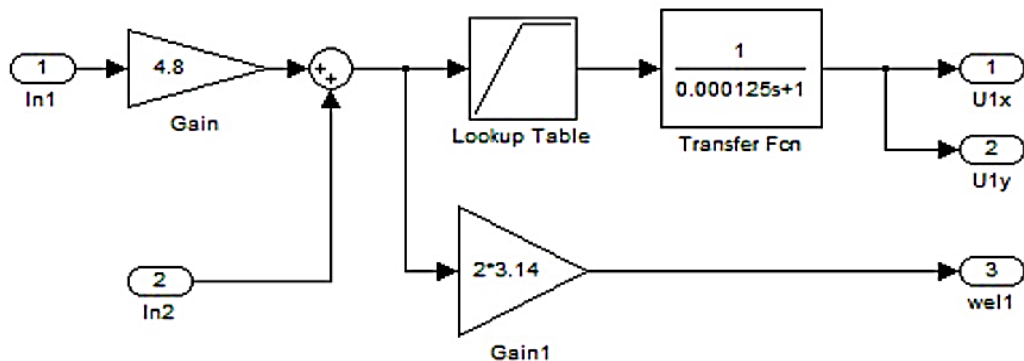 1
In1
4.8
Gain
++
Lookup Table
1
0.000125s+1
Transfer Fcn
1
U1x
2
U1y
2
In2
2*3.14
Gain1
3
wel1